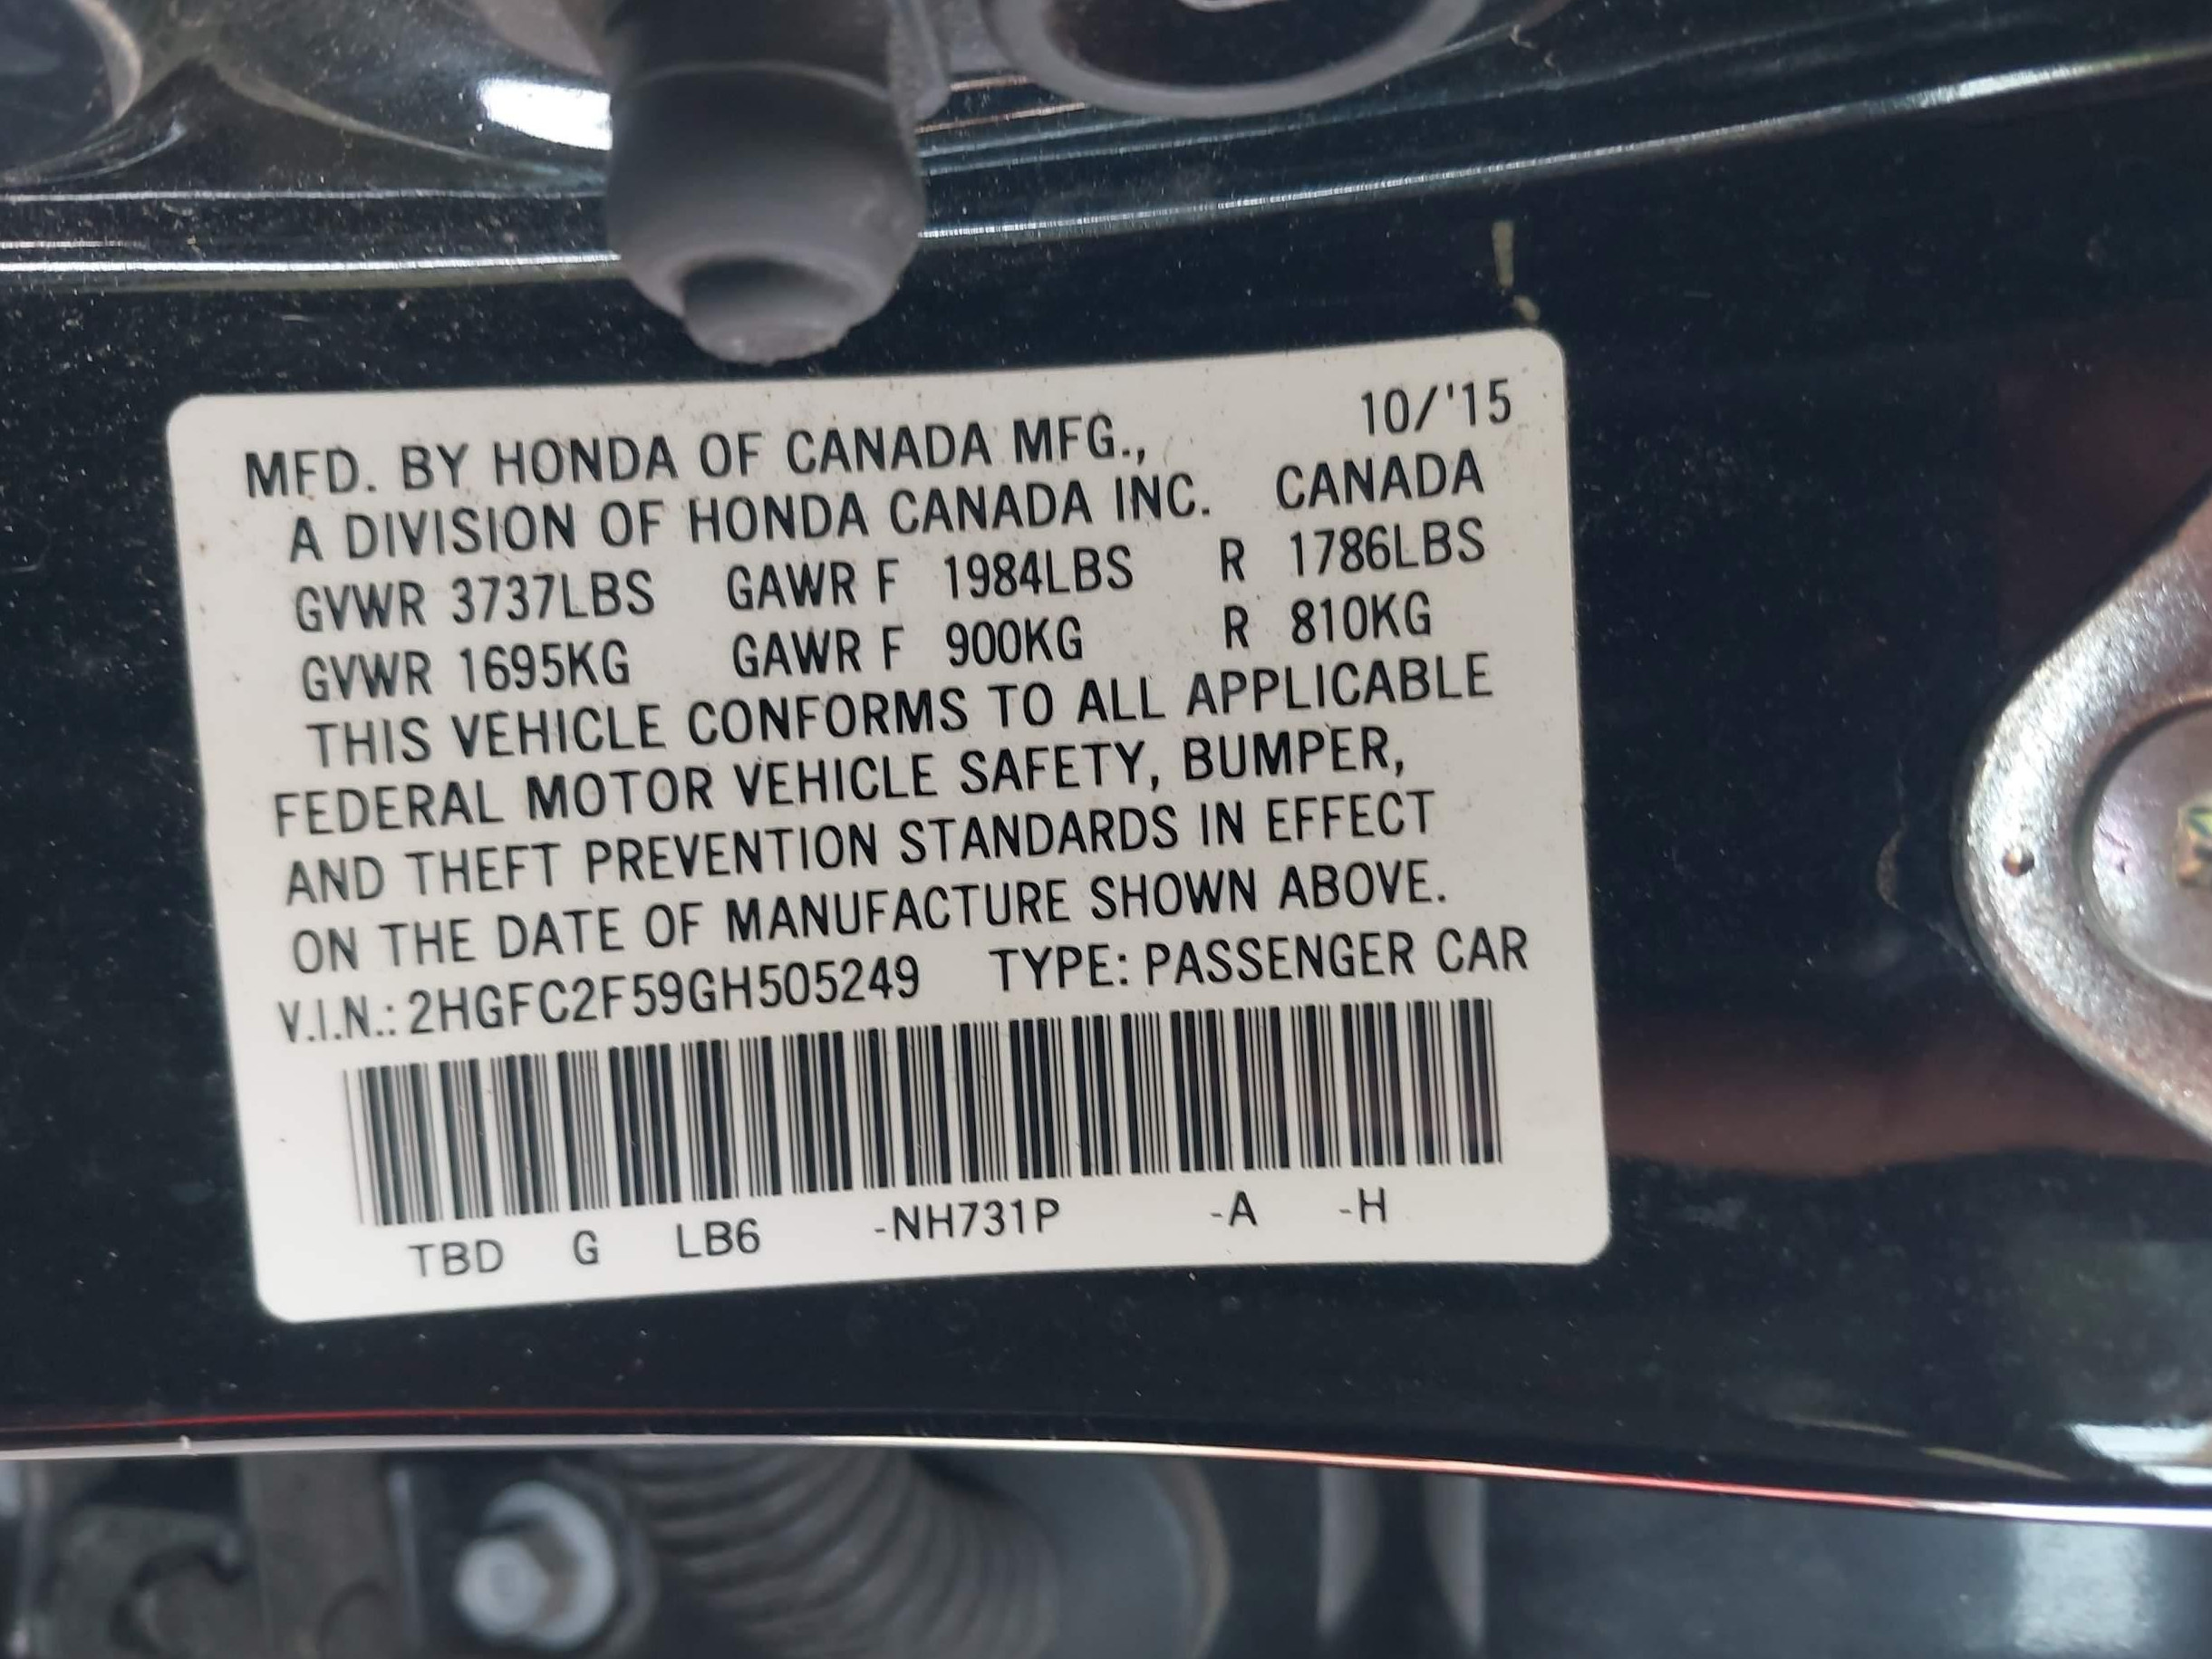 10/'15
MFD. BY HONDA OF CANADA MFG.,
A DIVISION OF HONDA CANADA INC. CANADA
GVWR 3737LBS GAWR F 1984LBS R 1786LBS
GVWR 1695KG GAWR F 900KG R 810KG
THIS VEHICLE CONFORMS TO ALL APPLICABLE
FEDERAL MOTOR VEHICLE SAFETY, BUMPER,
AND THEFT PREVENTION STANDARDS IN EFFECT
ON THE DATE OF MANUFACTURE SHOWN ABOVE.
V.I.N.: 2HGFC2F59GH505249 TYPE: PASSENGER CAR
TBD G LB6 -NH731P -A -H